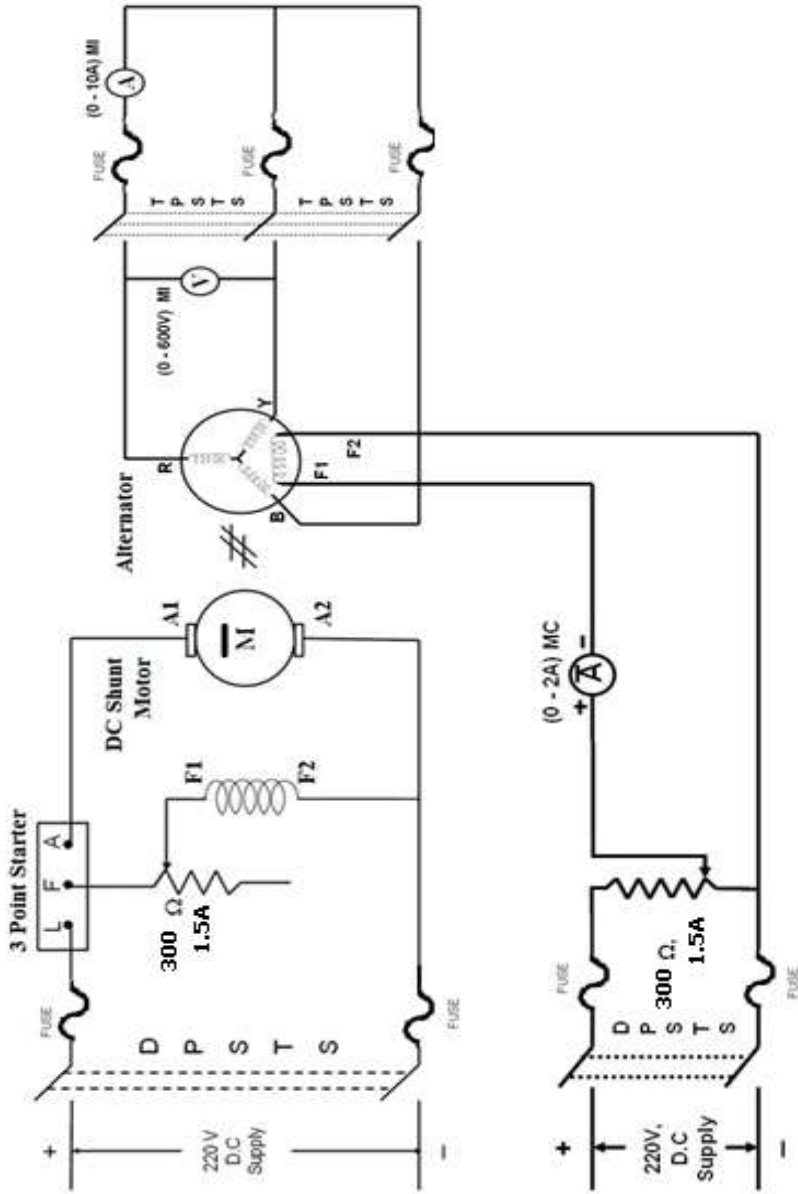 3 Point Starter
L F A
DC Shunt
Motor
Alternator
A1
M
A2
F1
F2
300 Ω
1.5A
FUSE
FUSE
+
220 V
D.C
Supply
–
D P S T S
R
Y
B
F1
F2
(0 - 600V) MI
V
(0 - 10A) MI
A
FUSE
FUSE
FUSE
T P S T S
T P S T S
(0 - 2A) MC
+ A –
300 Ω,
1.5A
FUSE
FUSE
D P S T S
+
220V,
D.C
Supply
–